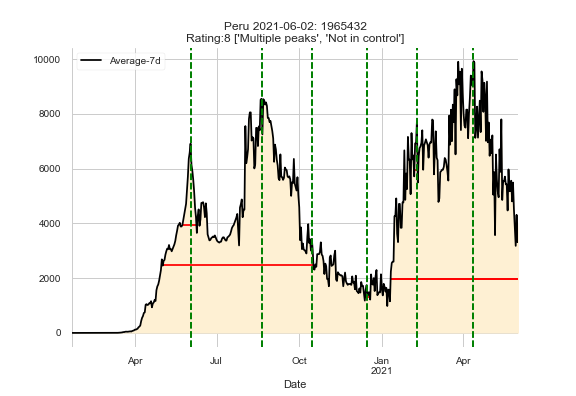 Peru 2021-06-02: 1965432
Rating:8 ['Multiple peaks', 'Not in control']
Average-7d
10000
8000
6000
4000
2000
0
Apr
Jul
Oct
Jan
2021
Apr
Date